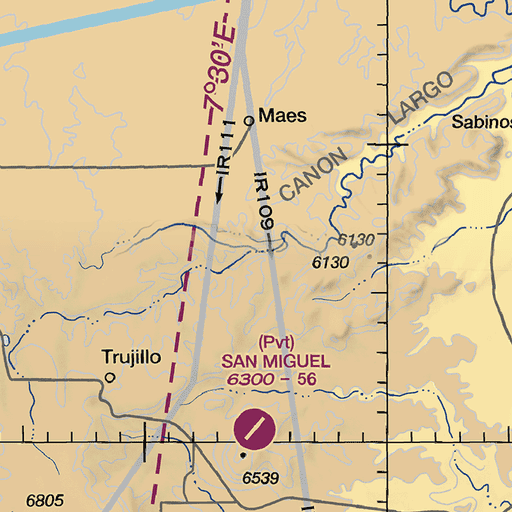 7°30'E
Maes
LARGO
Sabinos
IR111
CANON
IR109
6130
6130
(Pvt)
SAN MIGUEL
6300 - 56
Trujillo
6539
6805